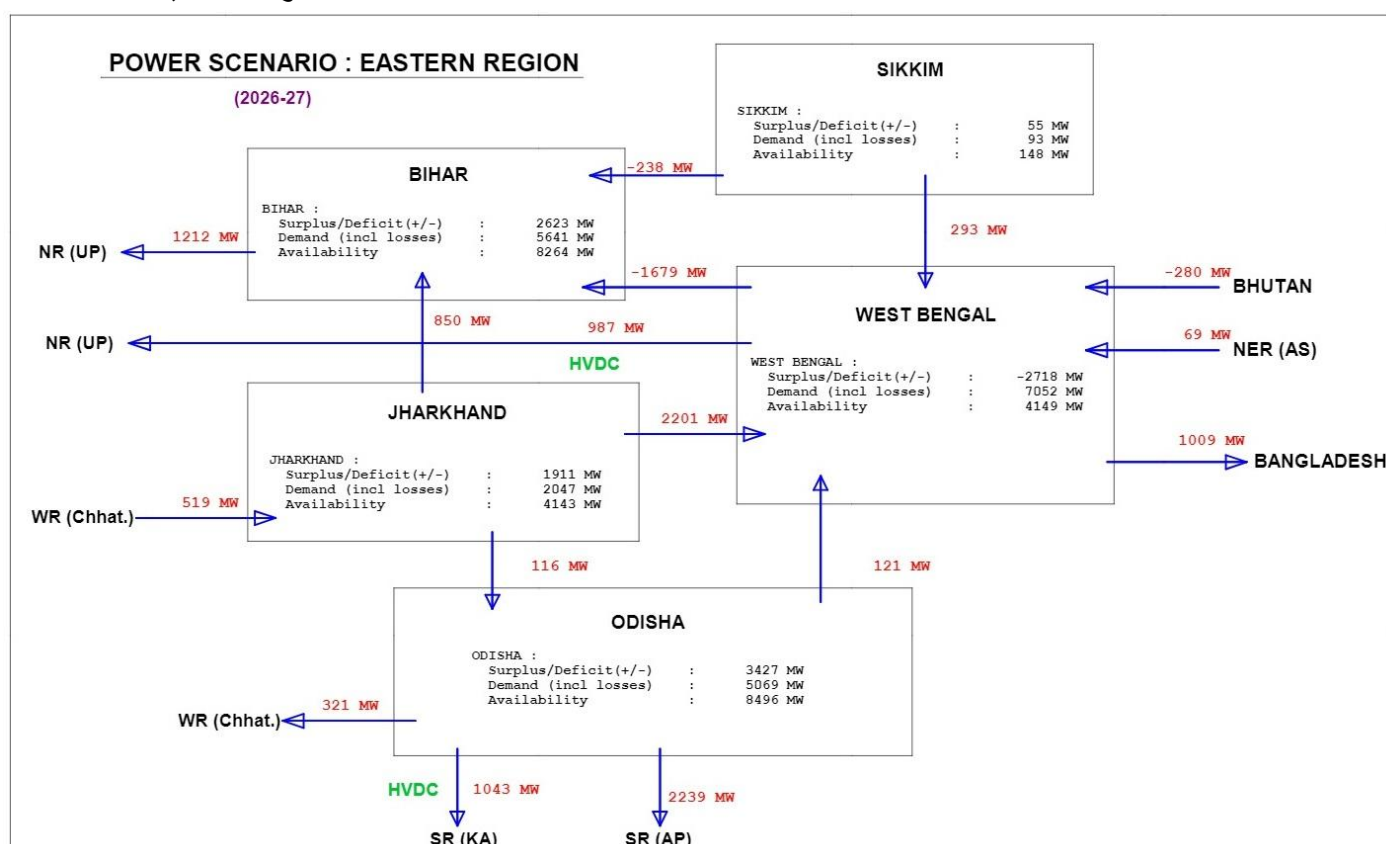 POWER SCENARIO : EASTERN REGION
(2026-27)
SIKKIM
SIKKIM :
Surplus/Deficit(+/-) : 55 MW
Demand (incl losses) : 93 MW
Availability : 148 MW
BIHAR
BIHAR :
Surplus/Deficit(+/-) : 2623 MW
Demand (incl losses) : 5641 MW
Availability : 8264 MW
-238 MW
293 MW
1212 MW
NR (UP)
-1679 MW
-280 MW
BHUTAN
WEST BENGAL
WEST BENGAL :
Surplus/Deficit(+/-) : -2718 MW
Demand (incl losses) : 7052 MW
Availability : 4149 MW
850 MW
987 MW
NR (UP)
HVDC
69 MW
NER (AS)
JHARKHAND
JHARKHAND :
Surplus/Deficit(+/-) : 1911 MW
Demand (incl losses) : 2047 MW
Availability : 4143 MW
2201 MW
1009 MW
BANGLADESH
519 MW
WR (Chhat.)
116 MW
121 MW
ODISHA
ODISHA :
Surplus/Deficit(+/-) : 3427 MW
Demand (incl losses) : 5069 MW
Availability : 8496 MW
321 MW
WR (Chhat.)
HVDC
1043 MW
2239 MW
SR (KA)
SR (AP)